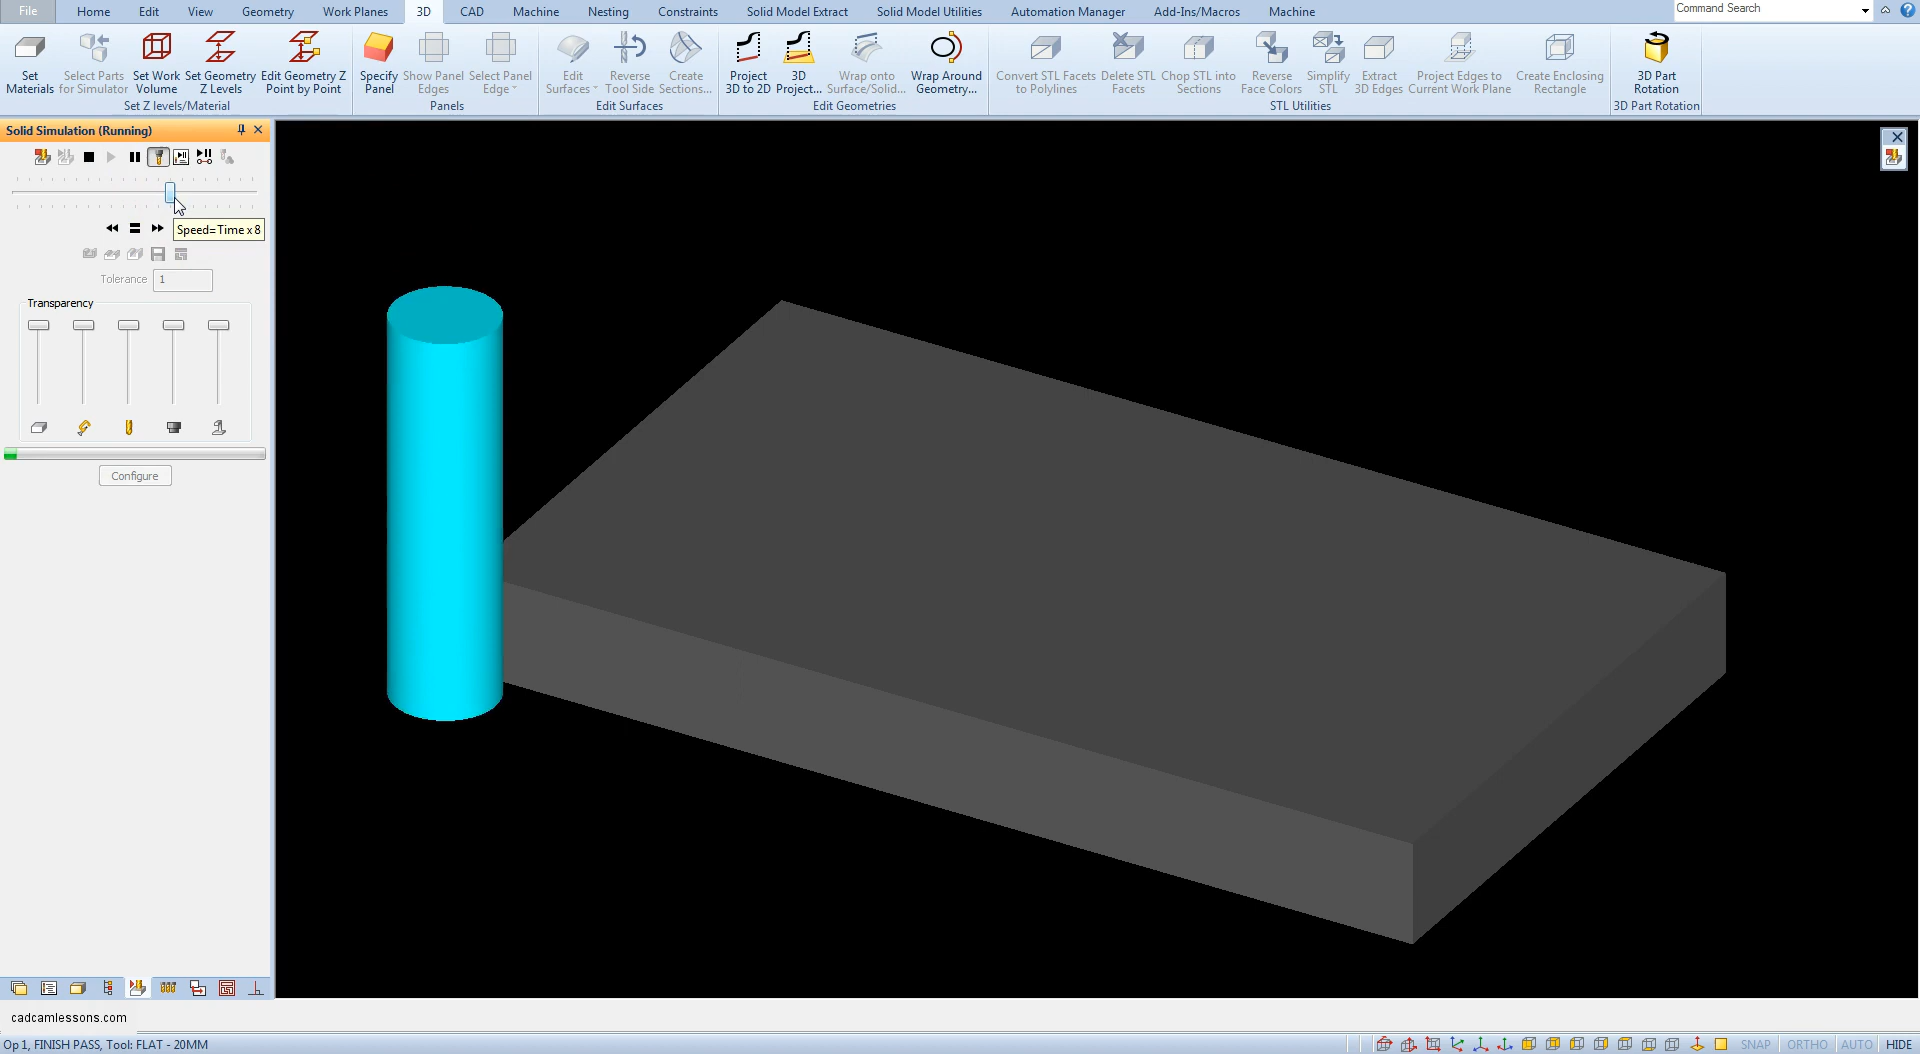 File Home Edit View Geometry Work Planes 3D CAD Machine Nesting Constraints Solid Model Extract Solid Model Utilities Automation Manager Add-Ins/Macros Machine Command Search
Set Materials
Select Parts for Simulator
Set Work Volume
Set Geometry Z Levels
Edit Geometry Z Point by Point
Set Z levels/Material
Specify Panel
Show Panel Edges
Select Panel Edge
Panels
Edit Surfaces
Reverse Tool Side
Create Sections...
Edit Surfaces
Project 3D to 2D
3D Project...
Wrap onto Surface/Solid...
Wrap Around Geometry...
Edit Geometries
Convert STL Facets to Polylines
Delete STL Facets
Chop STL into Sections
Reverse Face Colors
Simplify STL
Extract 3D Edges
Project Edges to Current Work Plane
Create Enclosing Rectangle
STL Utilities
3D Part Rotation
3D Part Rotation
Solid Simulation (Running)
Speed=Time x 8
Tolerance 1
Transparency
Configure
cadcamlessons.com
Op 1, FINISH PASS, Tool: FLAT - 20MM SNAP ORTHO AUTO HIDE